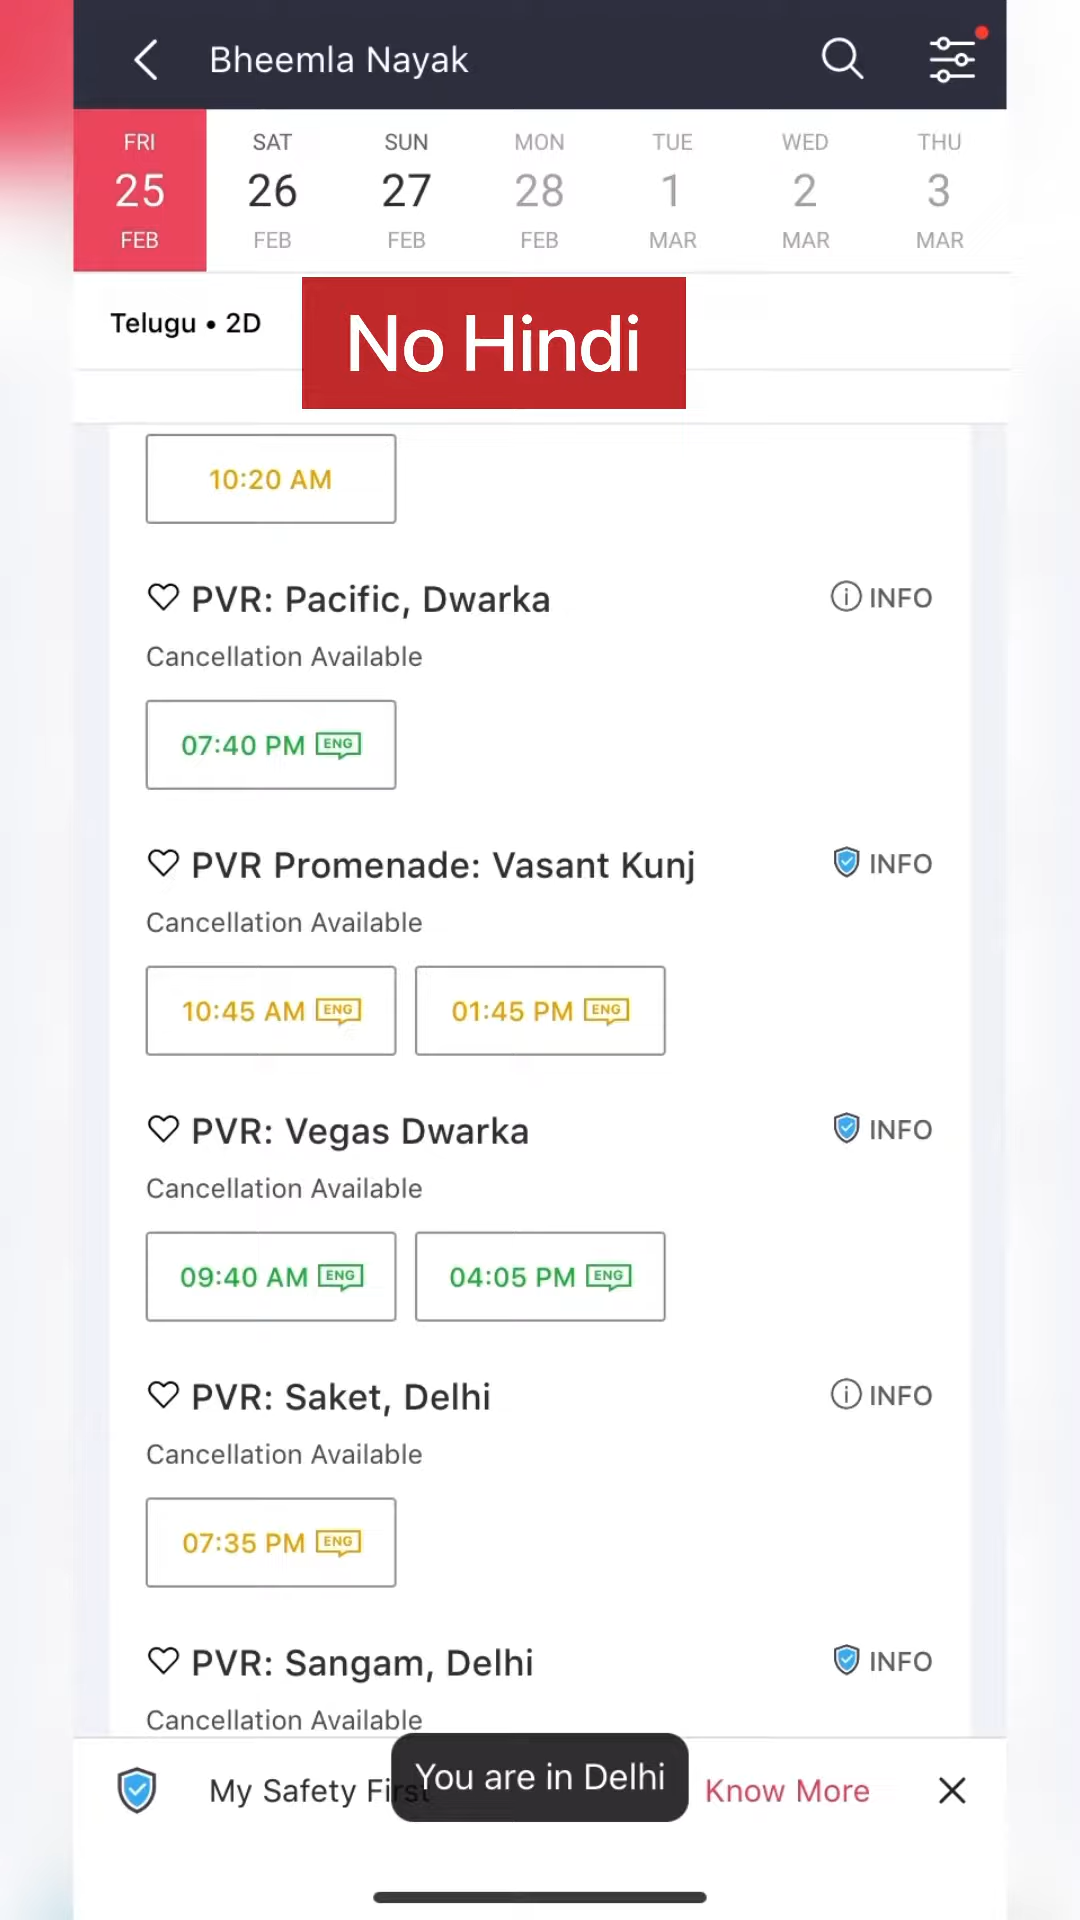 Bheemla Nayak
FRI SAT SUN MON TUE WED THU
25 26 27 28 1 2 3
FEB FEB FEB FEB MAR MAR MAR
Telugu • 2D
No Hindi
10:20 AM
PVR: Pacific, Dwarka INFO
Cancellation Available
07:40 PM ENG
PVR Promenade: Vasant Kunj INFO
Cancellation Available
10:45 AM ENG 01:45 PM ENG
PVR: Vegas Dwarka INFO
Cancellation Available
09:40 AM ENG 04:05 PM ENG
PVR: Saket, Delhi INFO
Cancellation Available
07:35 PM ENG
PVR: Sangam, Delhi INFO
Cancellation Available
My Safety First Know More
You are in Delhi